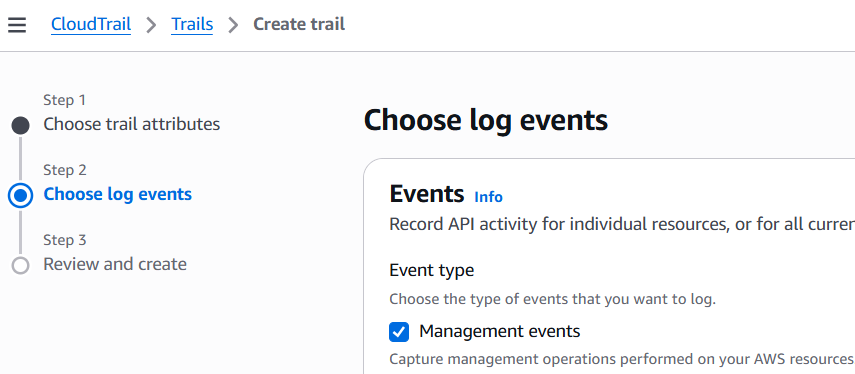 CloudTrail > Trails > Create trail
Step 1
Choose trail attributes
Step 2
Choose log events
Step 3
Review and create
Choose log events
Events Info
Record API activity for individual resources, or for all curren
Event type
Choose the type of events that you want to log.
Management events
Capture management operations performed on your AWS resources